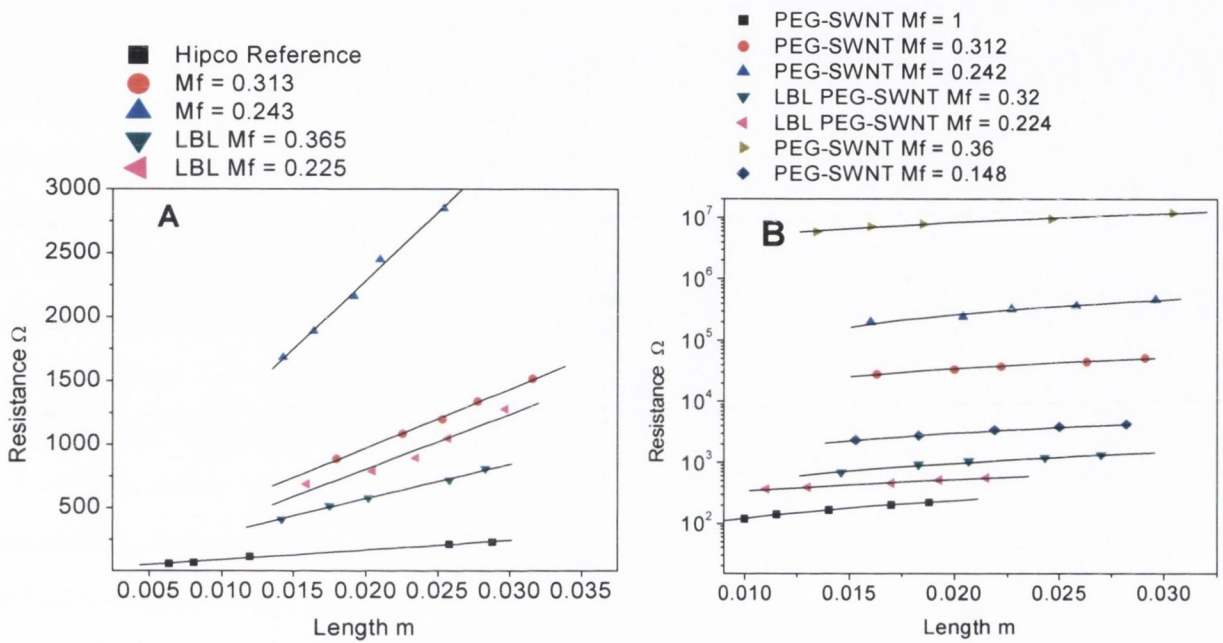 Hipco Reference
Mf = 0.313
Mf = 0.243
LBL Mf = 0.365
LBL Mf = 0.225
A
3000
2500
2000
1500
1000
500
Resistance Ω
0.005 0.010 0.015 0.020 0.025 0.030
Length m
PEG-SWNT Mf = 1
PEG-SWNT Mf = 0.312
PEG-SWNT Mf = 0.242
LBL PEG-SWNT Mf = 0.32
LBL PEG-SWNT Mf = 0.224
PEG-SWNT Mf = 0.36
PEG-SWNT Mf = 0.148
B
10⁷
10⁶
10⁵
10⁴
10³
10²
Resistance Ω
0.010 0.015 0.020 0.025 0.030
Length m